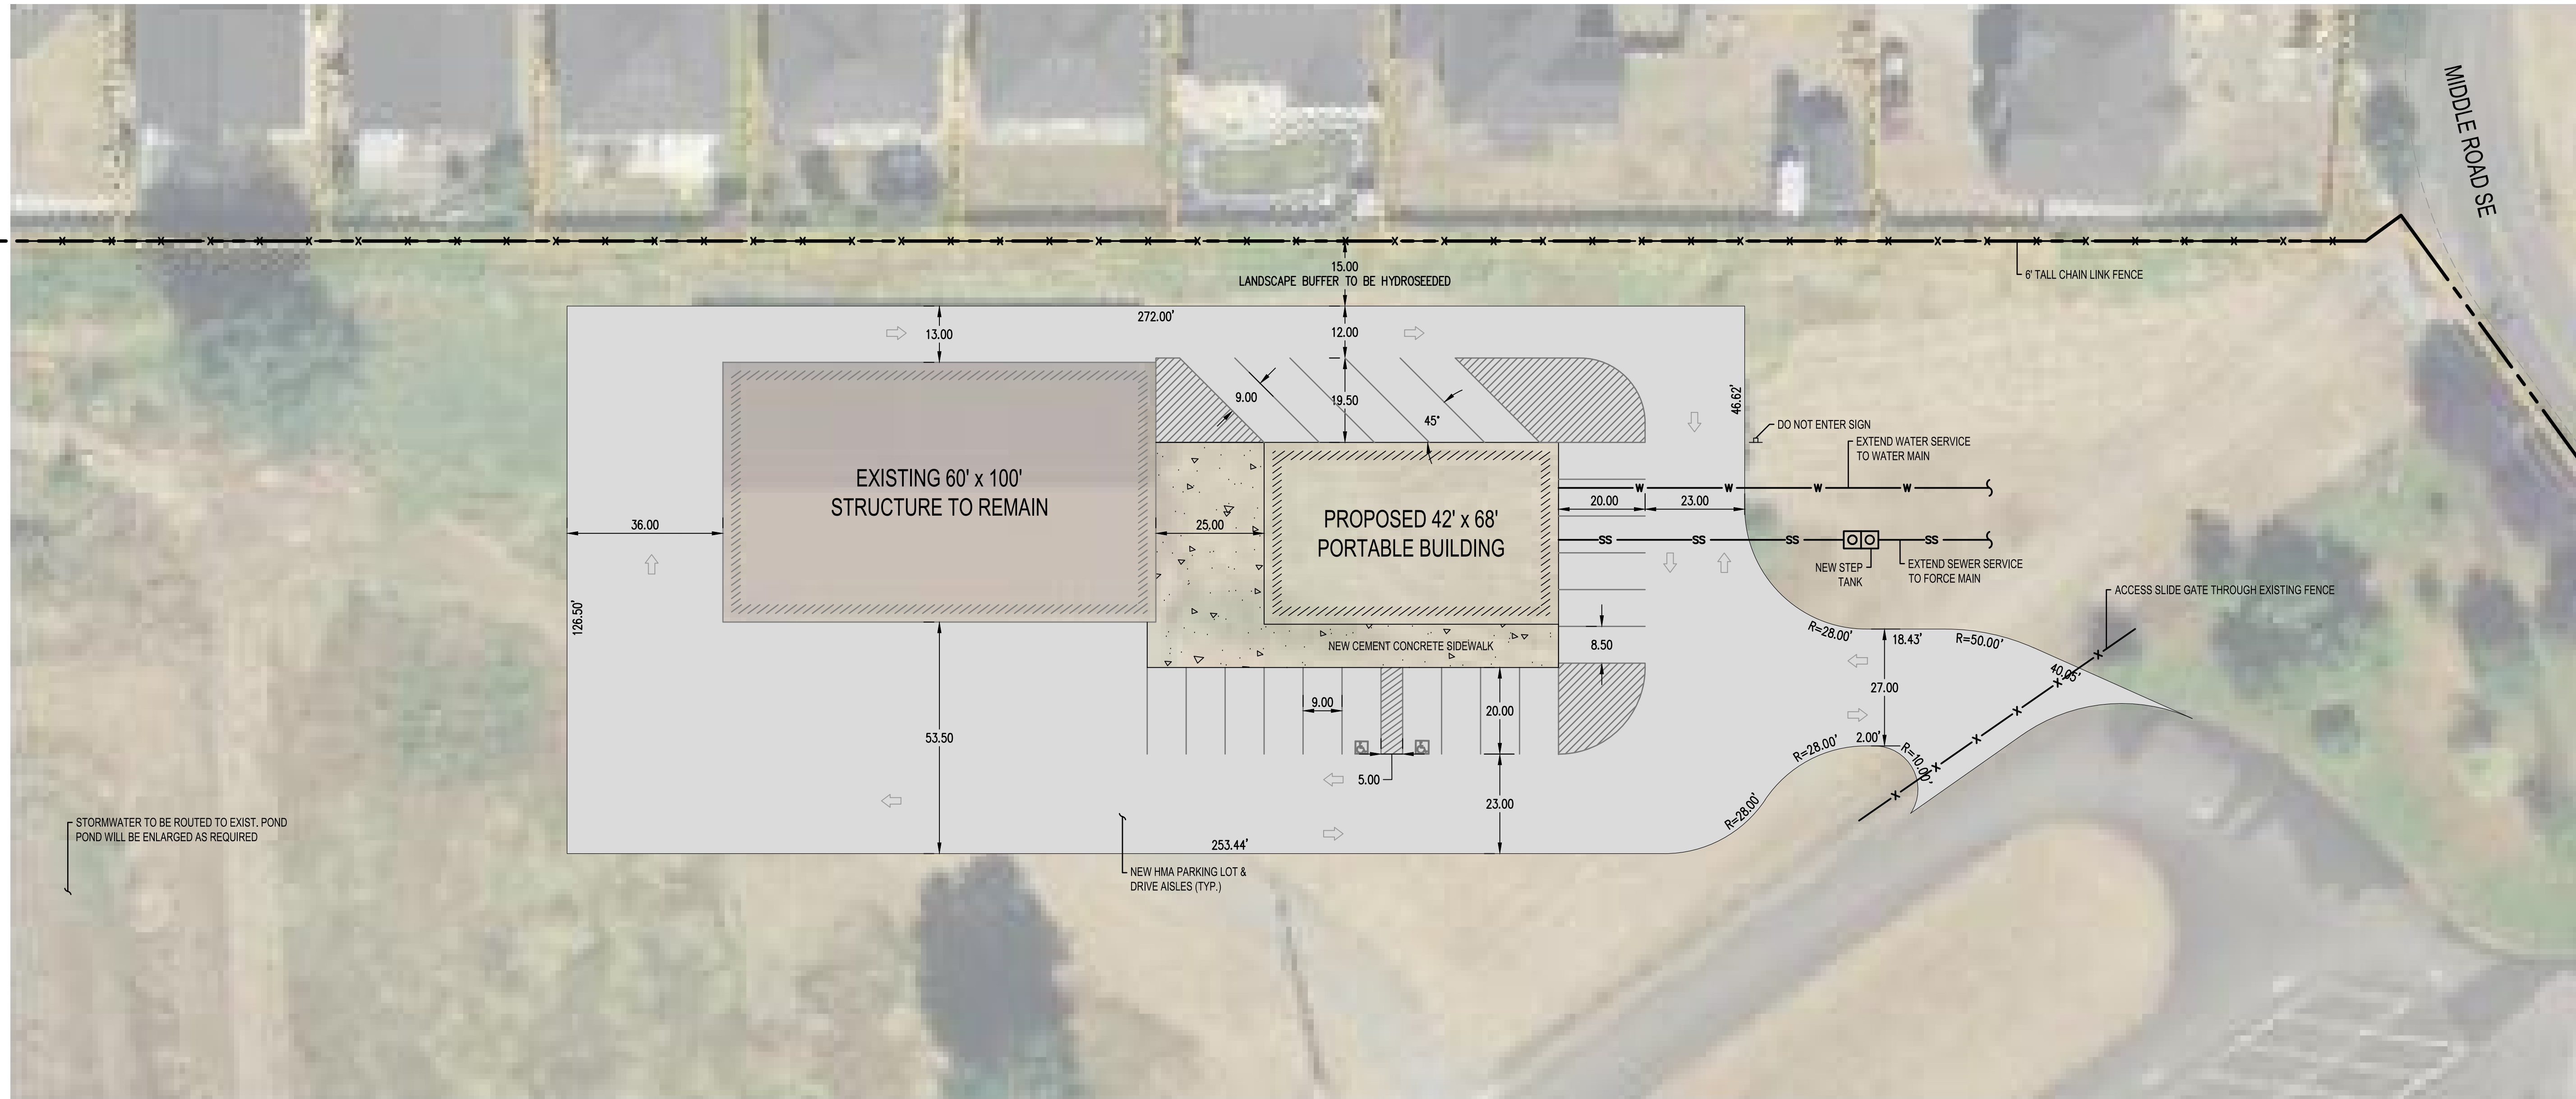 MIDDLE ROAD SE
15.00
LANDSCAPE BUFFER TO BE HYDROSEEDED
6' TALL CHAIN LINK FENCE
272.00'
13.00
12.00
9.00
19.50
45°
46.62'
DO NOT ENTER SIGN
EXTEND WATER SERVICE
TO WATER MAIN
EXISTING 60' x 100'
STRUCTURE TO REMAIN
PROPOSED 42' x 68'
PORTABLE BUILDING
36.00
25.00
20.00
23.00
W W W W
SS SS SS SS
NEW STEP
TANK
EXTEND SEWER SERVICE
TO FORCE MAIN
ACCESS SLIDE GATE THROUGH EXISTING FENCE
126.50'
NEW CEMENT CONCRETE SIDEWALK
8.50
R=28.00'
18.43'
R=50.00'
40.05'
27.00
9.00
20.00
53.50
5.00
R=28.00'
2.00'
R=10.00'
R=28.00'
23.00
253.44'
STORMWATER TO BE ROUTED TO EXIST. POND
POND WILL BE ENLARGED AS REQUIRED
NEW HMA PARKING LOT &
DRIVE AISLES (TYP.)